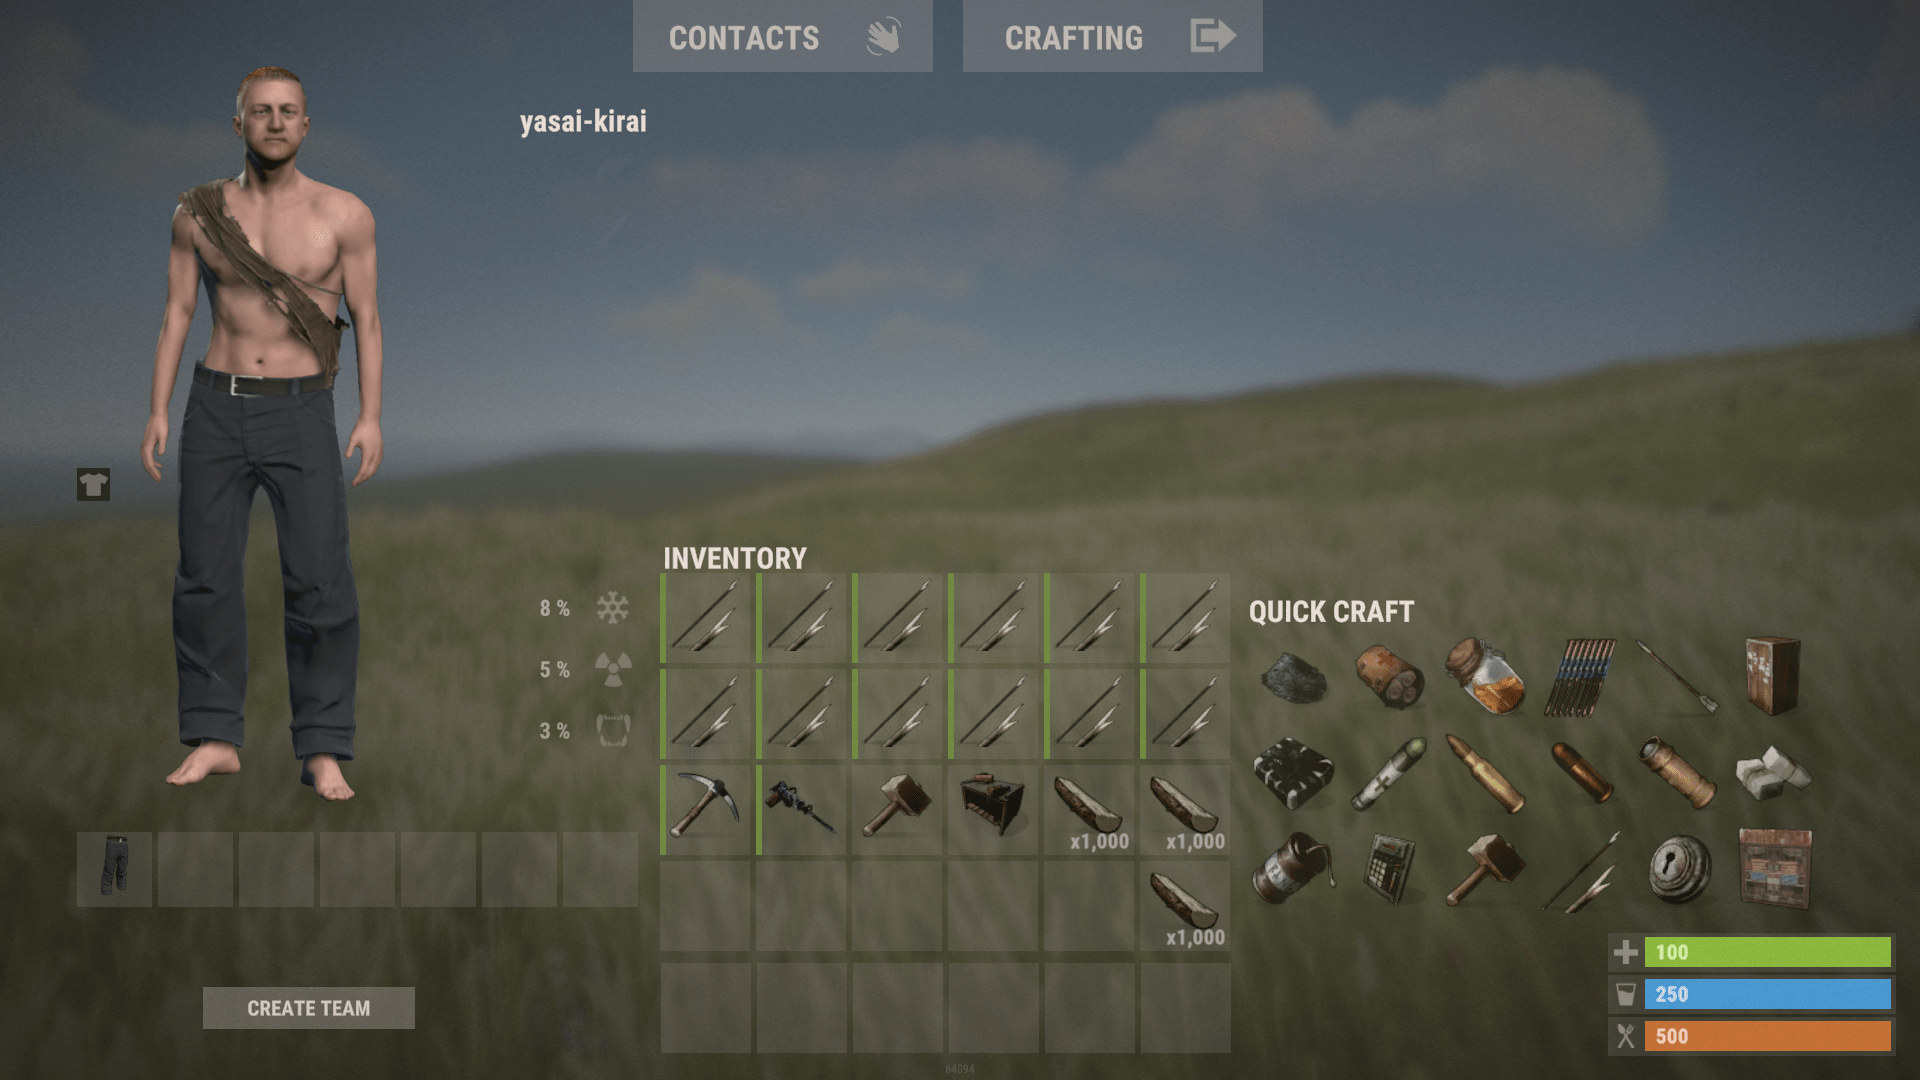 CONTACTS
CRAFTING
yasai-kirai
INVENTORY
8 %
5 %
3 %
QUICK CRAFT
x1,000
x1,000
x1,000
CREATE TEAM
100
250
500
64094